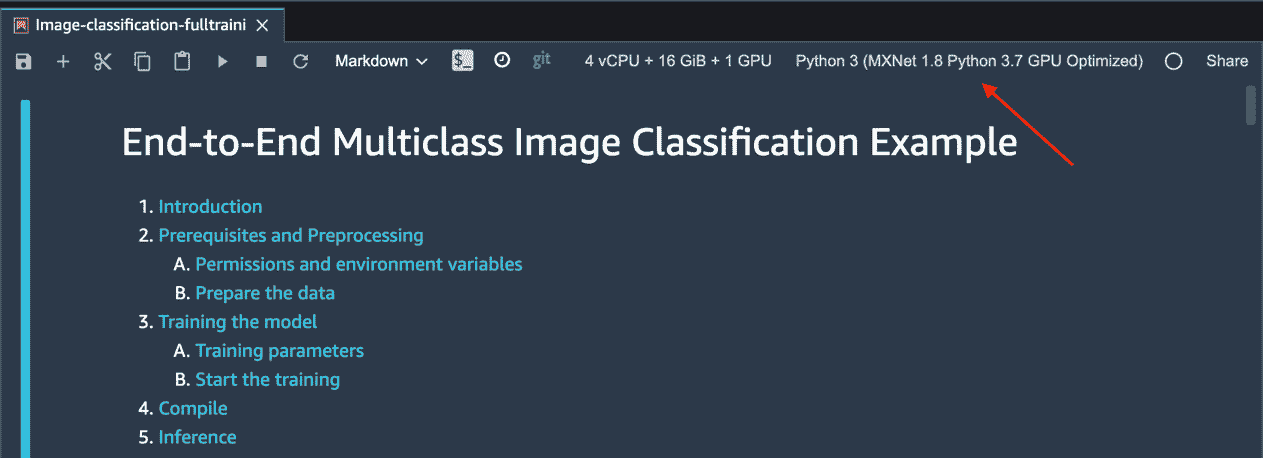 Image-classification-fulltraini
Markdown $_ git 4 vCPU + 16 GiB + 1 GPU Python 3 (MXNet 1.8 Python 3.7 GPU Optimized) Share
End-to-End Multiclass Image Classification Example
1. Introduction
2. Prerequisites and Preprocessing
A. Permissions and environment variables
B. Prepare the data
3. Training the model
A. Training parameters
B. Start the training
4. Compile
5. Inference